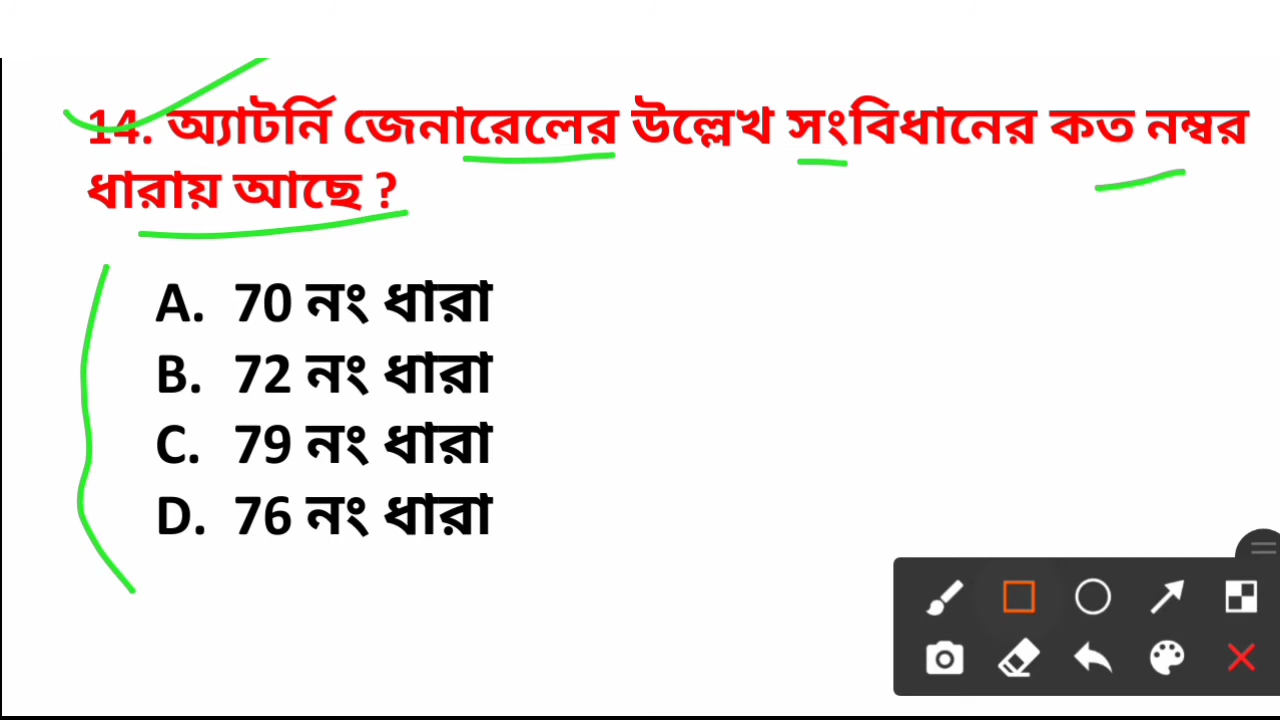 14. অ্যাটর্নি জেনারেলের উল্লেখ সংবিধানের কত নম্বর
ধারায় আছে ?
A. 70 নং ধারা
B. 72 নং ধারা
C. 79 নং ধারা
D. 76 নং ধারা